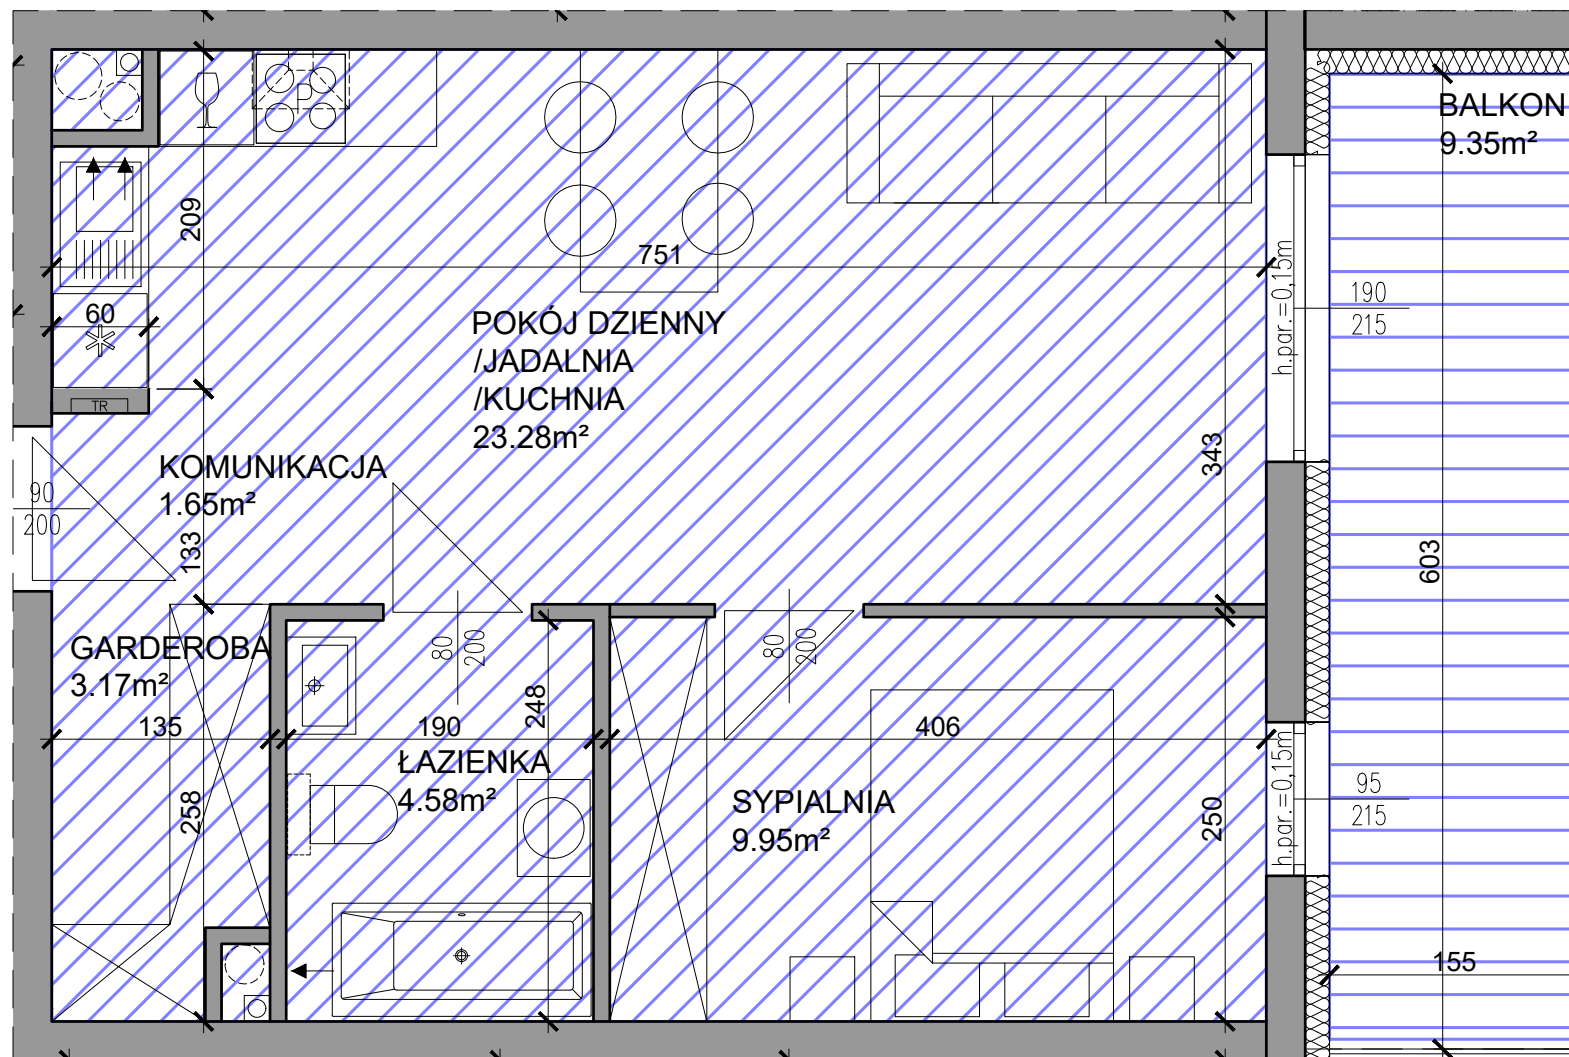 BALKON
9.35m²
209
751
h.par.=0,15m
190
215
60
POKÓJ DZIENNY
/JADALNIA
/KUCHNIA
23.28m²
TR
KOMUNIKACJA
1.65m²
343
90
200
133
603
GARDEROBA
3.17m²
80
200
80
200
248
135
190
406
ŁAZIENKA
4.58m²
SYPIALNIA
9.95m²
258
250
h.par.=0,15m
95
215
155